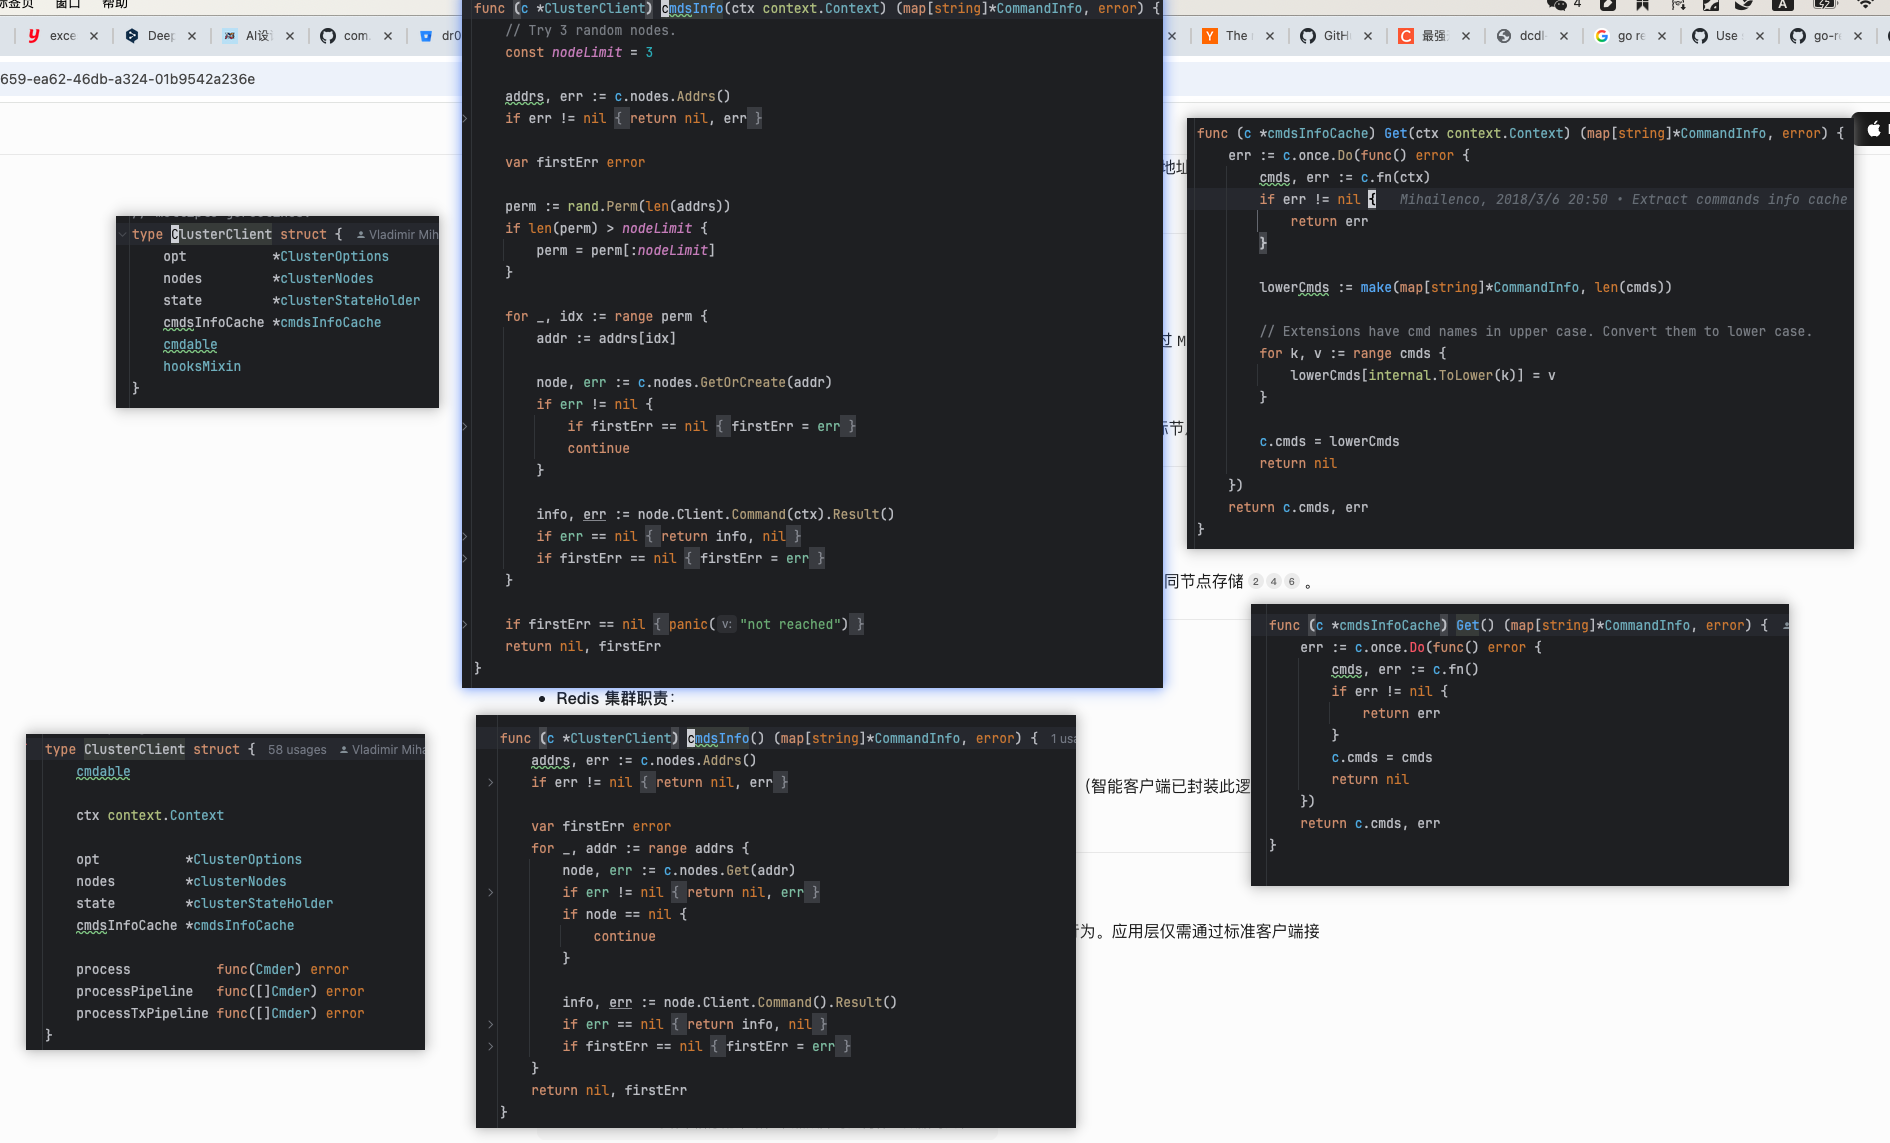 窗口 帮助
4
A
exce
Deep
AI设计
com.
dr0
The
GitH
最强
dcdl
go re
Use
go-r
659-ea62-46db-a324-01b9542a236e
type ClusterClient struct { Vladimir Mih
opt *ClusterOptions
nodes *clusterNodes
state *clusterStateHolder
cmdsInfoCache *cmdsInfoCache
cmdable
hooksMixin
}
func (c *ClusterClient) cmdsInfo(ctx context.Context) (map[string]*CommandInfo, error) {
// Try 3 random nodes.
const nodeLimit = 3
addrs, err := c.nodes.Addrs()
if err != nil { return nil, err }
var firstErr error
perm := rand.Perm(len(addrs))
if len(perm) > nodeLimit {
perm = perm[:nodeLimit]
}
for _, idx := range perm {
addr := addrs[idx]
node, err := c.nodes.GetOrCreate(addr)
if err != nil {
if firstErr == nil { firstErr = err }
continue
}
info, err := node.Client.Command(ctx).Result()
if err == nil { return info, nil }
if firstErr == nil { firstErr = err }
}
if firstErr == nil { panic( v: "not reached") }
return nil, firstErr
}
地址
func (c *cmdsInfoCache) Get(ctx context.Context) (map[string]*CommandInfo, error) {
err := c.once.Do(func() error {
cmds, err := c.fn(ctx)
if err != nil { Mihailenco, 2018/3/6 20:50 • Extract commands info cache
return err
}
lowerCmds := make(map[string]*CommandInfo, len(cmds))
// Extensions have cmd names in upper case. Convert them to lower case.
for k, v := range cmds {
lowerCmds[internal.ToLower(k)] = v
}
c.cmds = lowerCmds
return nil
})
return c.cmds, err
}
过 M
标节
同节点存储 2 4 6 。
func (c *cmdsInfoCache) Get() (map[string]*CommandInfo, error) {
err := c.once.Do(func() error {
cmds, err := c.fn()
if err != nil {
return err
}
c.cmds = cmds
return nil
})
return c.cmds, err
}
• Redis 集群职责：
type ClusterClient struct { 58 usages Vladimir Miha
cmdable
ctx context.Context
opt *ClusterOptions
nodes *clusterNodes
state *clusterStateHolder
cmdsInfoCache *cmdsInfoCache
process func(Cmder) error
processPipeline func([]Cmder) error
processTxPipeline func([]Cmder) error
}
func (c *ClusterClient) cmdsInfo() (map[string]*CommandInfo, error) { 1 usa
addrs, err := c.nodes.Addrs()
if err != nil { return nil, err }
var firstErr error
for _, addr := range addrs {
node, err := c.nodes.Get(addr)
if err != nil { return nil, err }
if node == nil {
continue
}
info, err := node.Client.Command().Result()
if err == nil { return info, nil }
if firstErr == nil { firstErr = err }
}
return nil, firstErr
}
（智能客户端已封装此逻
为。应用层仅需通过标准客户端接